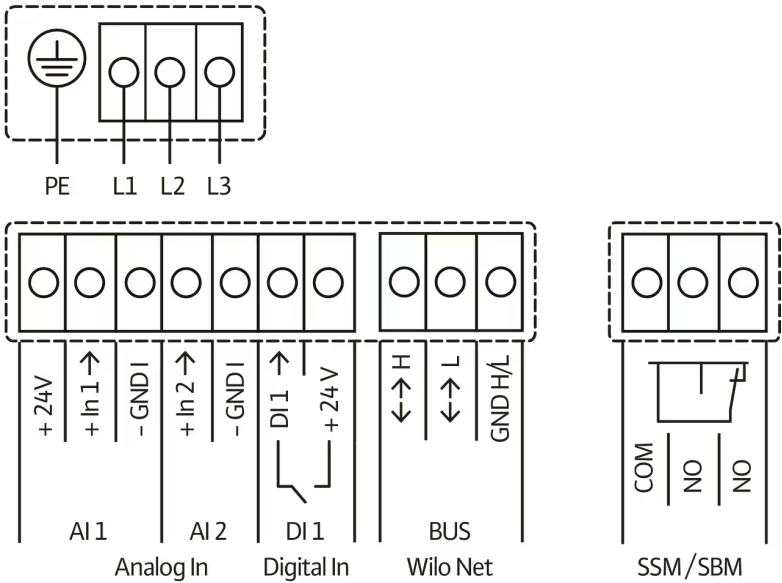 PE L1 L2 L3
+ 24V
+ In 1 →
– GND I
+ In 2 →
– GND I
DI 1 →
+ 24 V
↔ H
↔ L
GND H/L
COM
NO
NO
AI 1 AI 2 DI 1 BUS
Analog In Digital In Wilo Net SSM/SBM